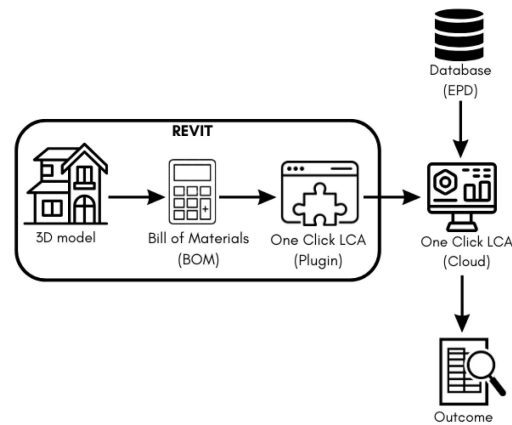 Database
(EPD)
REVIT
3D model
Bill of Materials
(BOM)
One Click LCA
(Plugin)
One Click LCA
(Cloud)
Outcome